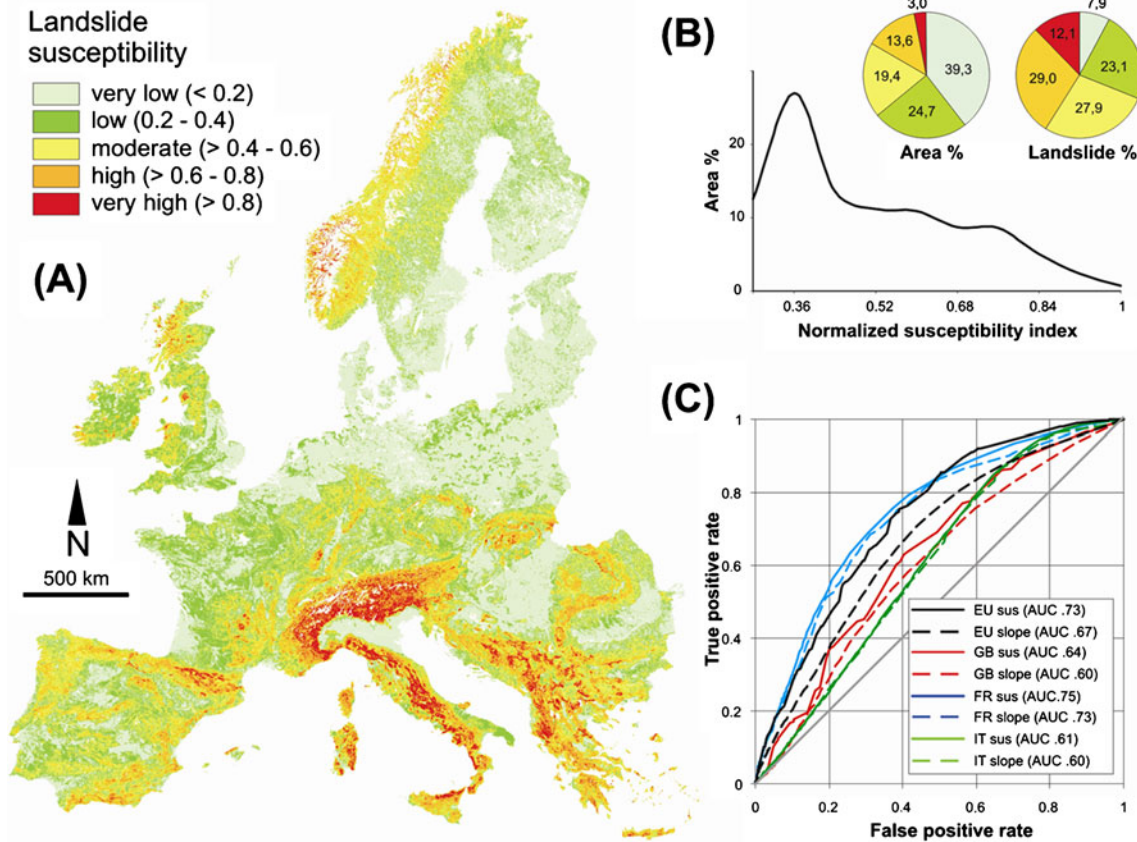 Landslide
susceptibility
very low (< 0.2)
low (0.2 - 0.4)
moderate (> 0.4 - 0.6)
high (> 0.6 - 0.8)
very high (> 0.8)
(A)
N
500 km
(B)
3,0
13,6
39,3
19,4
24,7
Area %
7,9
12,1
23,1
29,0
27,9
Landslide %
Area %
20
10
0
0.36
0.52
0.68
0.84
1
Normalized susceptibility index
(C)
True positive rate
1
0.8
0.6
0.4
0.2
0
EU sus (AUC .73)
EU slope (AUC .67)
GB sus (AUC .64)
GB slope (AUC .60)
FR sus (AUC.75)
FR slope (AUC .73)
IT sus (AUC .61)
IT slope (AUC .60)
0
0.2
0.4
0.6
0.8
1
False positive rate